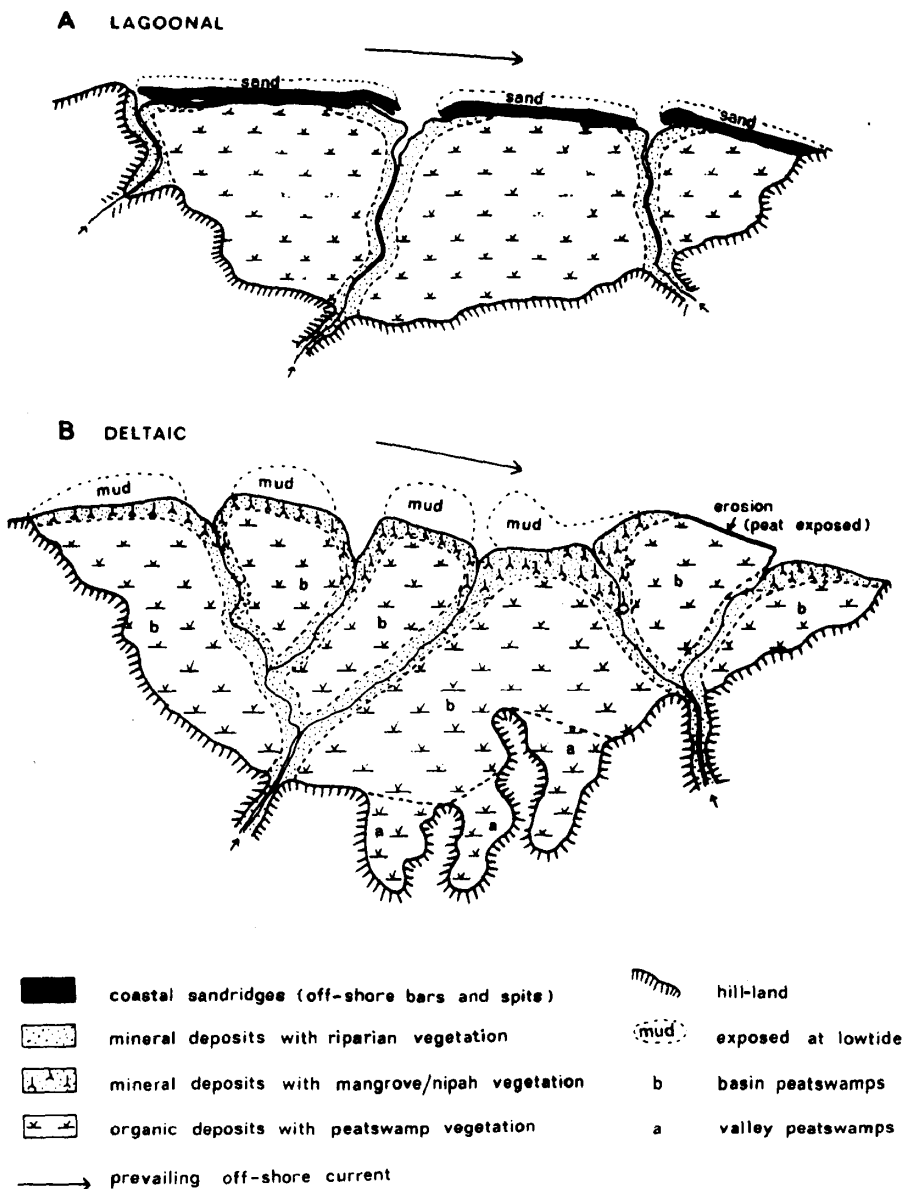 A LAGOONAL
sand
sand
sand
B DELTAIC
mud
mud
mud
mud
erosion
(peat exposed)
b
b
b
b
b
b
a
a
a
coastal sandridges (off-shore bars and spits)
mineral deposits with riparian vegetation
mineral deposits with mangrove/nipah vegetation
organic deposits with peatswamp vegetation
prevailing off-shore current
hill-land
mud exposed at lowtide
b basin peatswamps
a valley peatswamps